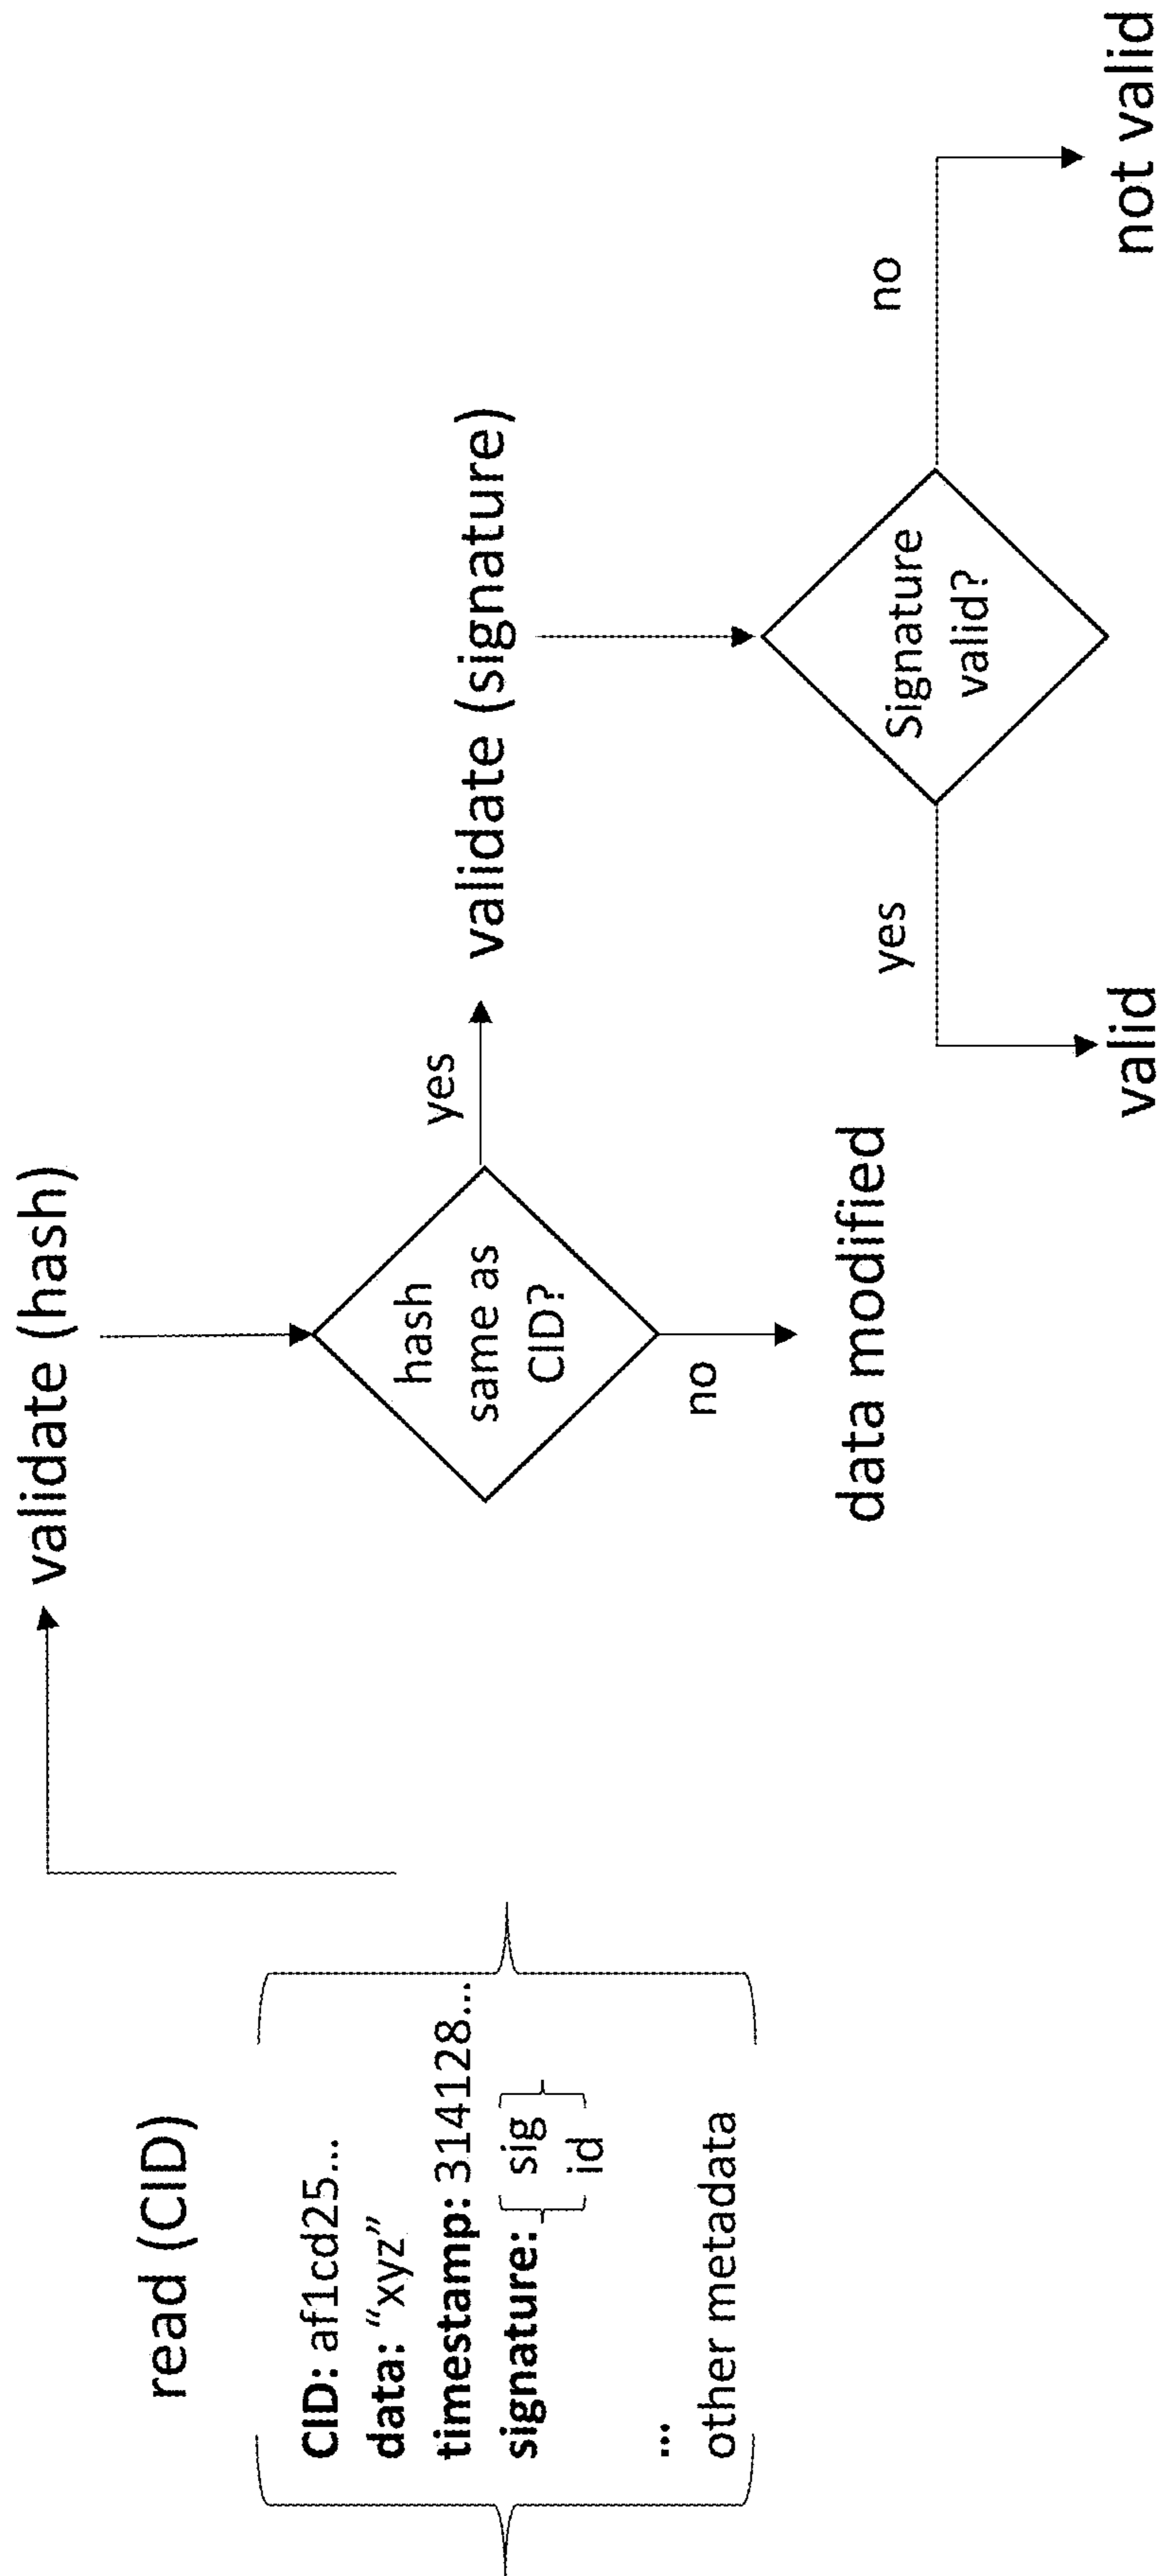 read (CID)
CID: af1cd25...
data: “xyz”
timestamp: 314128...
signature: { sig
id }
...
other metadata
validate (hash)
hash
same as
CID?
yes
no
data modified
validate (signature)
Signature
valid?
yes
no
valid
not valid